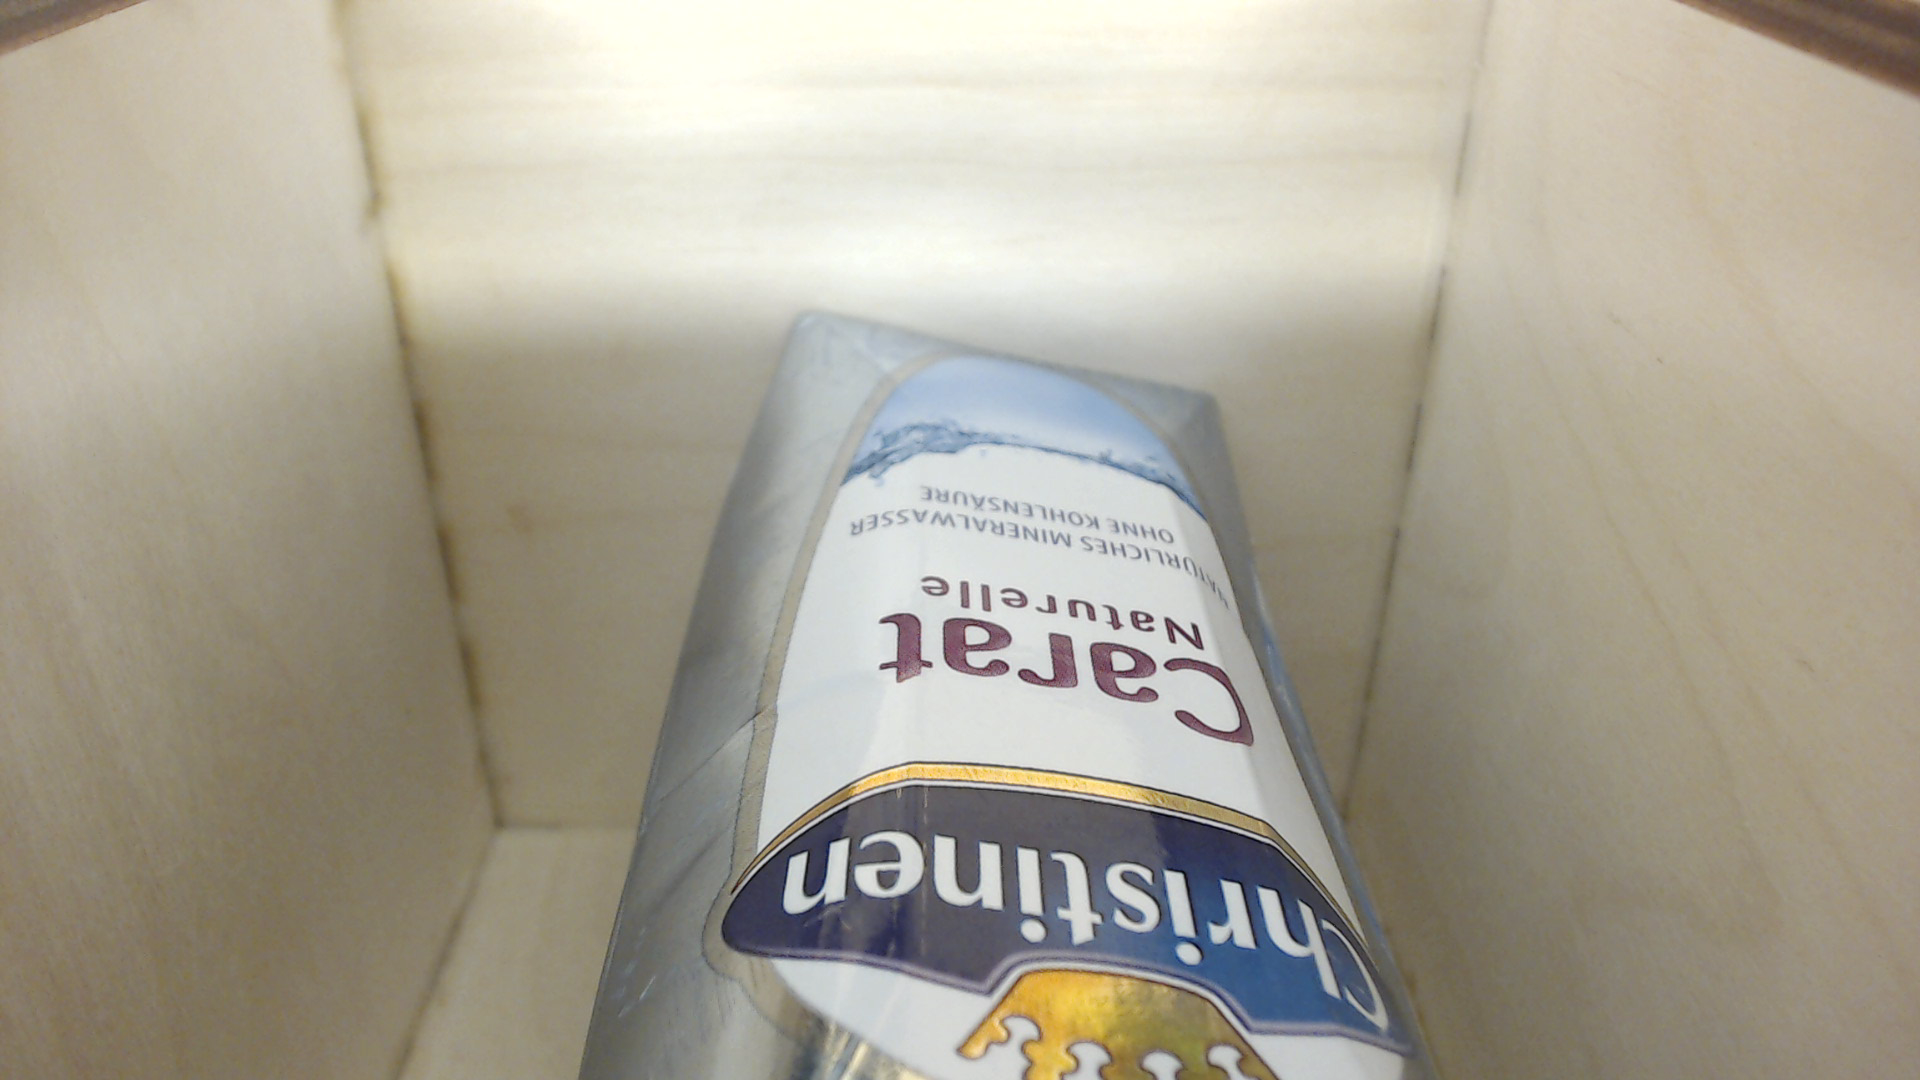 Christinen
Carat
Naturelle
NATÜRLICHES MINERALWASSER
OHNE KOHLENSÄURE